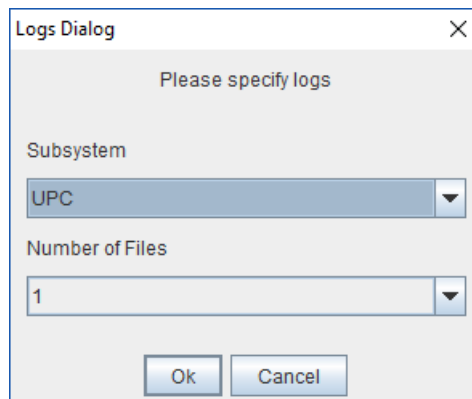 Logs Dialog
Please specify logs
Subsystem
UPC
Number of Files
1
Ok Cancel